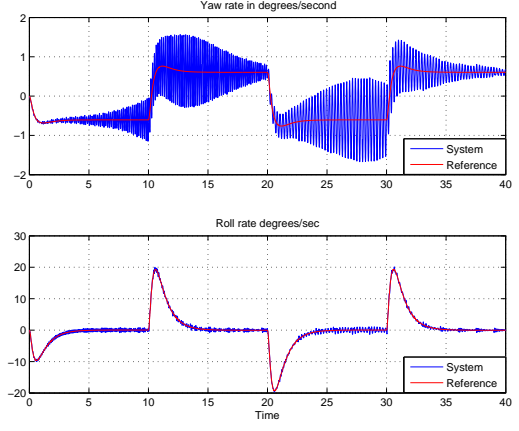 Yaw rate in degrees/second
2
1
0
−1
−2
0 5 10 15 20 25 30 35 40
System
Reference
Roll rate degrees/sec
30
20
10
0
−10
−20
0 5 10 15 20 25 30 35 40
Time
System
Reference